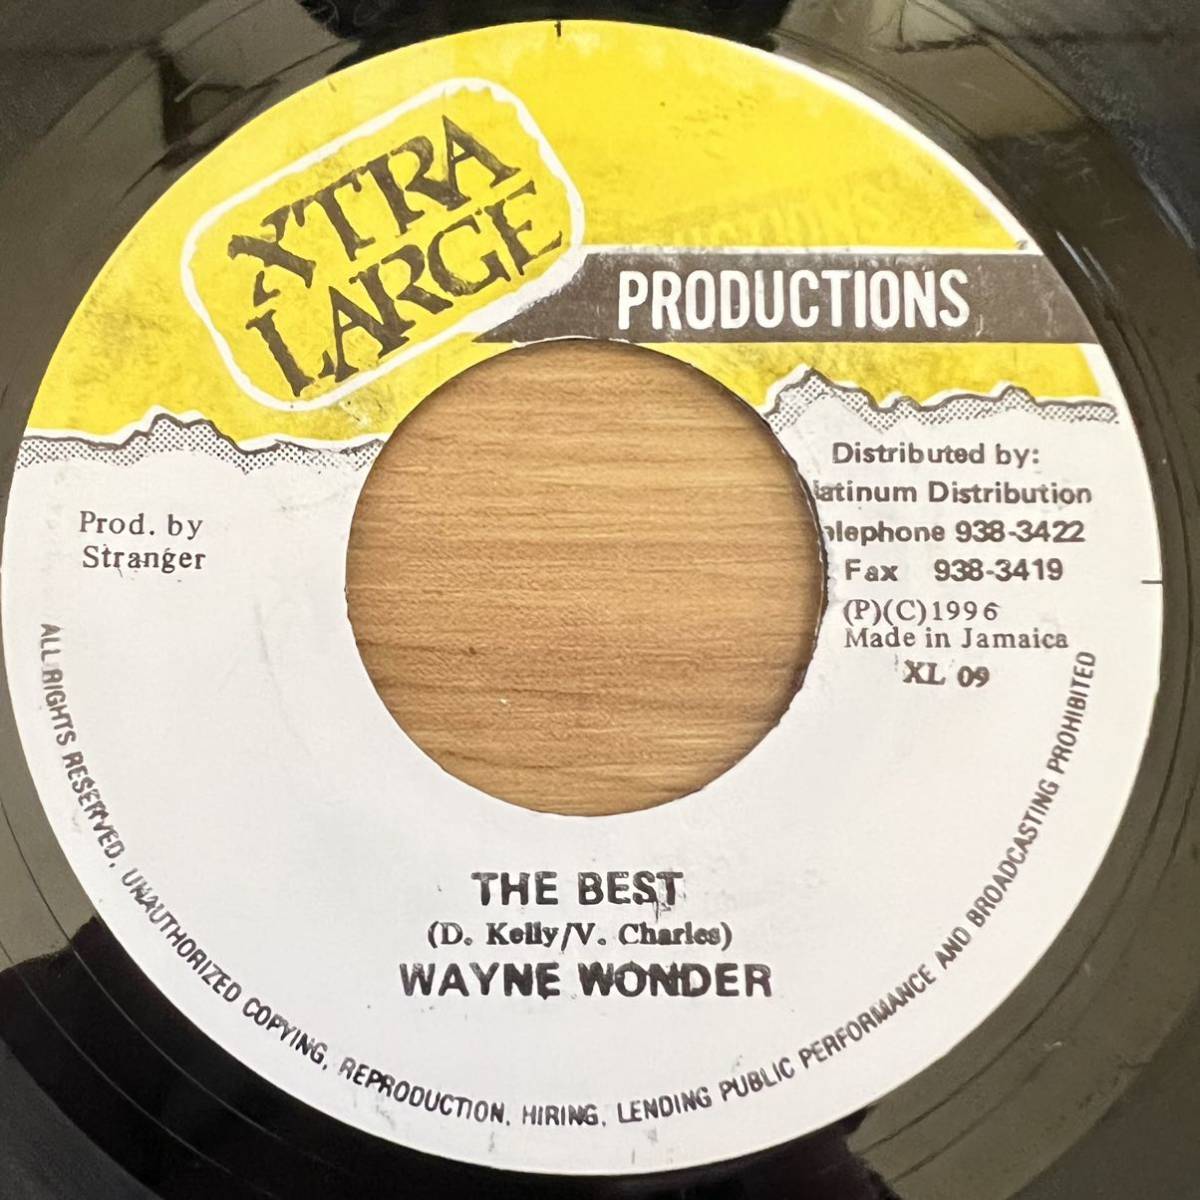 XTRA
LARGE
PRODUCTIONS
Distributed by:
latinum Distribution
elephone 938-3422
Fax 938-3419
(P)(C)1996
Made in Jamaica
XL 09
Prod. by
Stranger
THE BEST
(D. Kelly/V. Charles)
WAYNE WONDER
ALL RIGHTS RESERVED, UNAUTHORIZED COPYING, REPRODUCTION, HIRING, LENDING PUBLIC PERFORMANCE AND BROADCASTING PROHIBITED